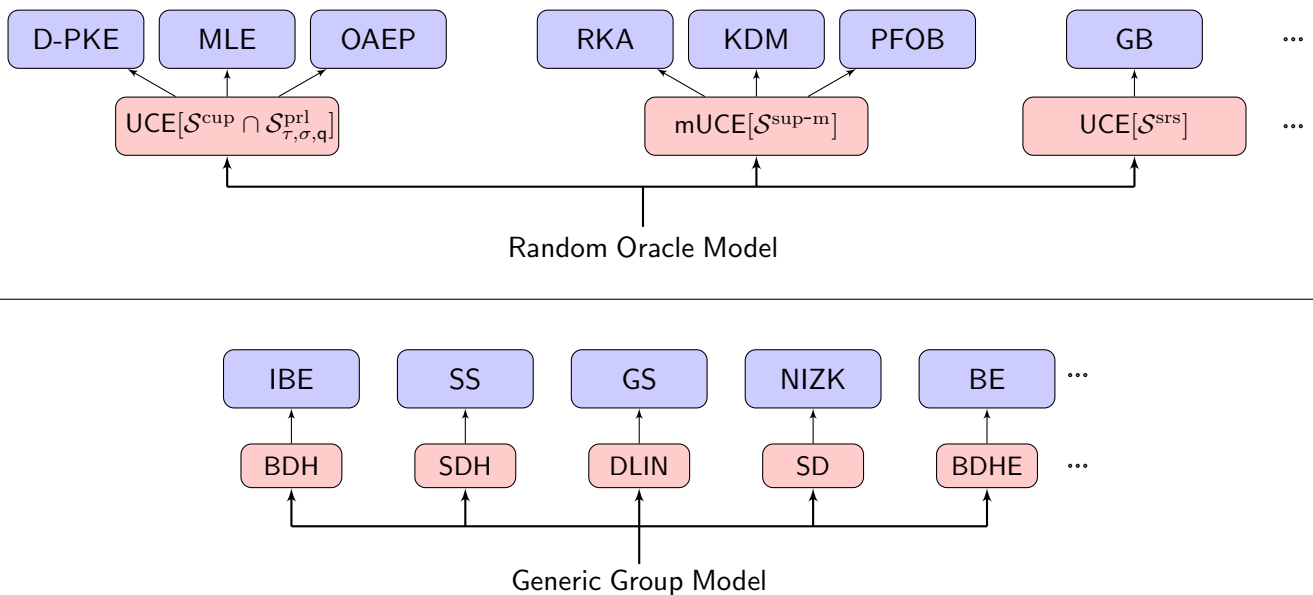 D-PKE MLE OAEP RKA KDM PFOB GB ...
UCE[𝒮^cup ∩ 𝒮^prl_τ,σ,q] mUCE[𝒮^sup-m] UCE[𝒮^srs] ...
Random Oracle Model
IBE SS GS NIZK BE ...
BDH SDH DLIN SD BDHE ...
Generic Group Model